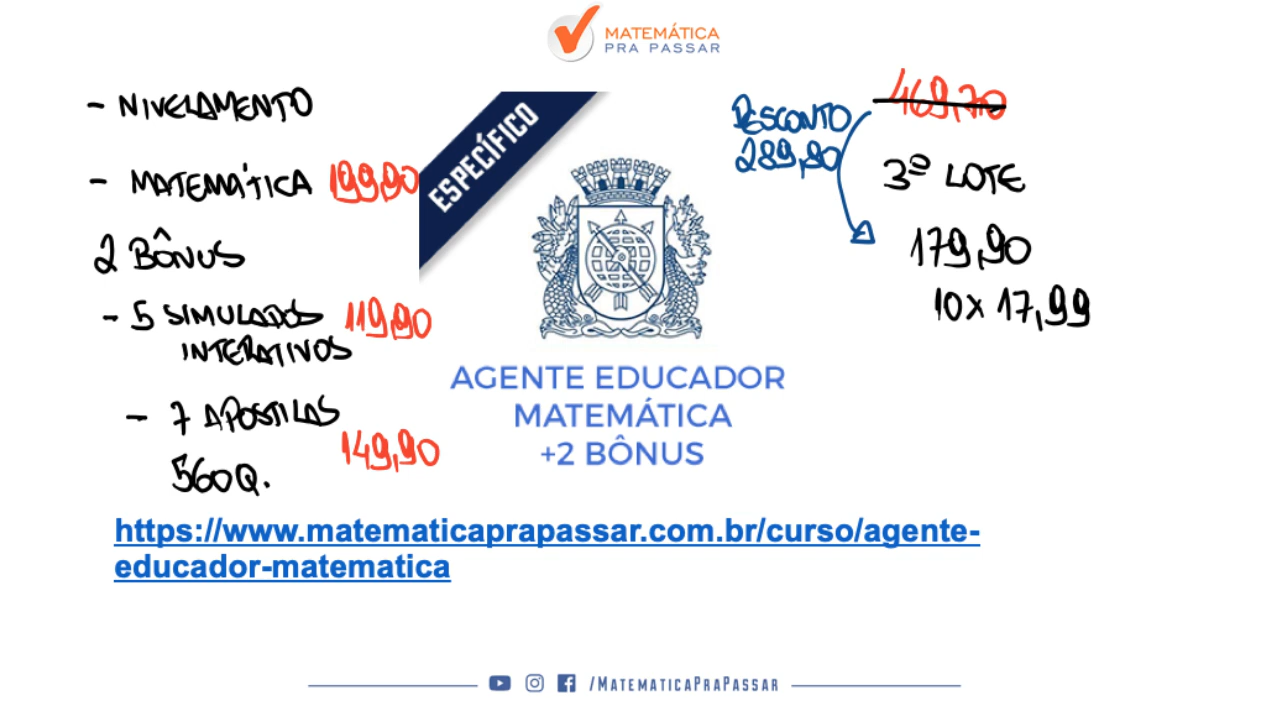 MATEMÁTICA
PRA PASSAR
- NIVELAMENTO
- MATEMÁTICA 199,90
2 BÔNUS
- 5 SIMULADOS 119,90
INTERATIVOS
- 7 APOSTILAS
149,90
560Q.
ESPECÍFICO
AGENTE EDUCADOR
MATEMÁTICA
+2 BÔNUS
469,70
DESCONTO
289,80
3º LOTE
179,90
10x 17,99
https://www.matematicaprapassar.com.br/curso/agente-
educador-matematica
/MATEMATICAPRAPASSAR